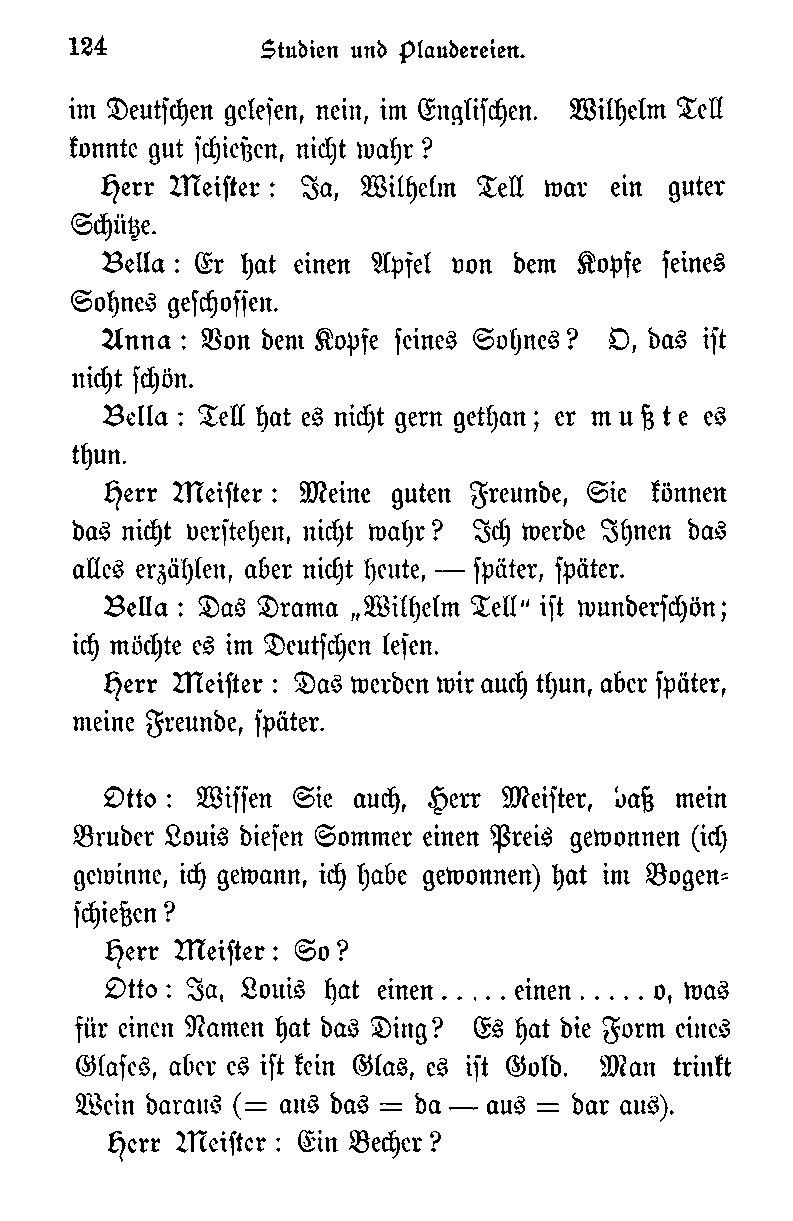 124 Studien und Plaudereien.
im Deutschen gelesen, nein, im Englischen. Wilhelm Tell
konnte gut schießen, nicht wahr?
Herr Meister: Ja, Wilhelm Tell war ein guter
Schütze.
Bella: Er hat einen Apfel von dem Kopfe seines
Sohnes geschossen.
Anna: Von dem Kopfe seines Sohnes? O, das ist
nicht schön.
Bella: Tell hat es nicht gern gethan; er mußte es
thun.
Herr Meister: Meine guten Freunde, Sie können
das nicht verstehen, nicht wahr? Ich werde Ihnen das
alles erzählen, aber nicht heute, — später, später.
Bella: Das Drama „Wilhelm Tell" ist wunderschön;
ich möchte es im Deutschen lesen.
Herr Meister: Das werden wir auch thun, aber später,
meine Freunde, später.
Otto: Wissen Sie auch, Herr Meister, daß mein
Bruder Louis diesen Sommer einen Preis gewonnen (ich
gewinne, ich gewann, ich habe gewonnen) hat im Bogen-
schießen?
Herr Meister: So?
Otto: Ja, Louis hat einen ..... einen ..... o, was
für einen Namen hat das Ding? Es hat die Form eines
Glases, aber es ist kein Glas, es ist Gold. Man trinkt
Wein daraus (= aus das = da — aus = dar aus).
Herr Meister: Ein Becher?